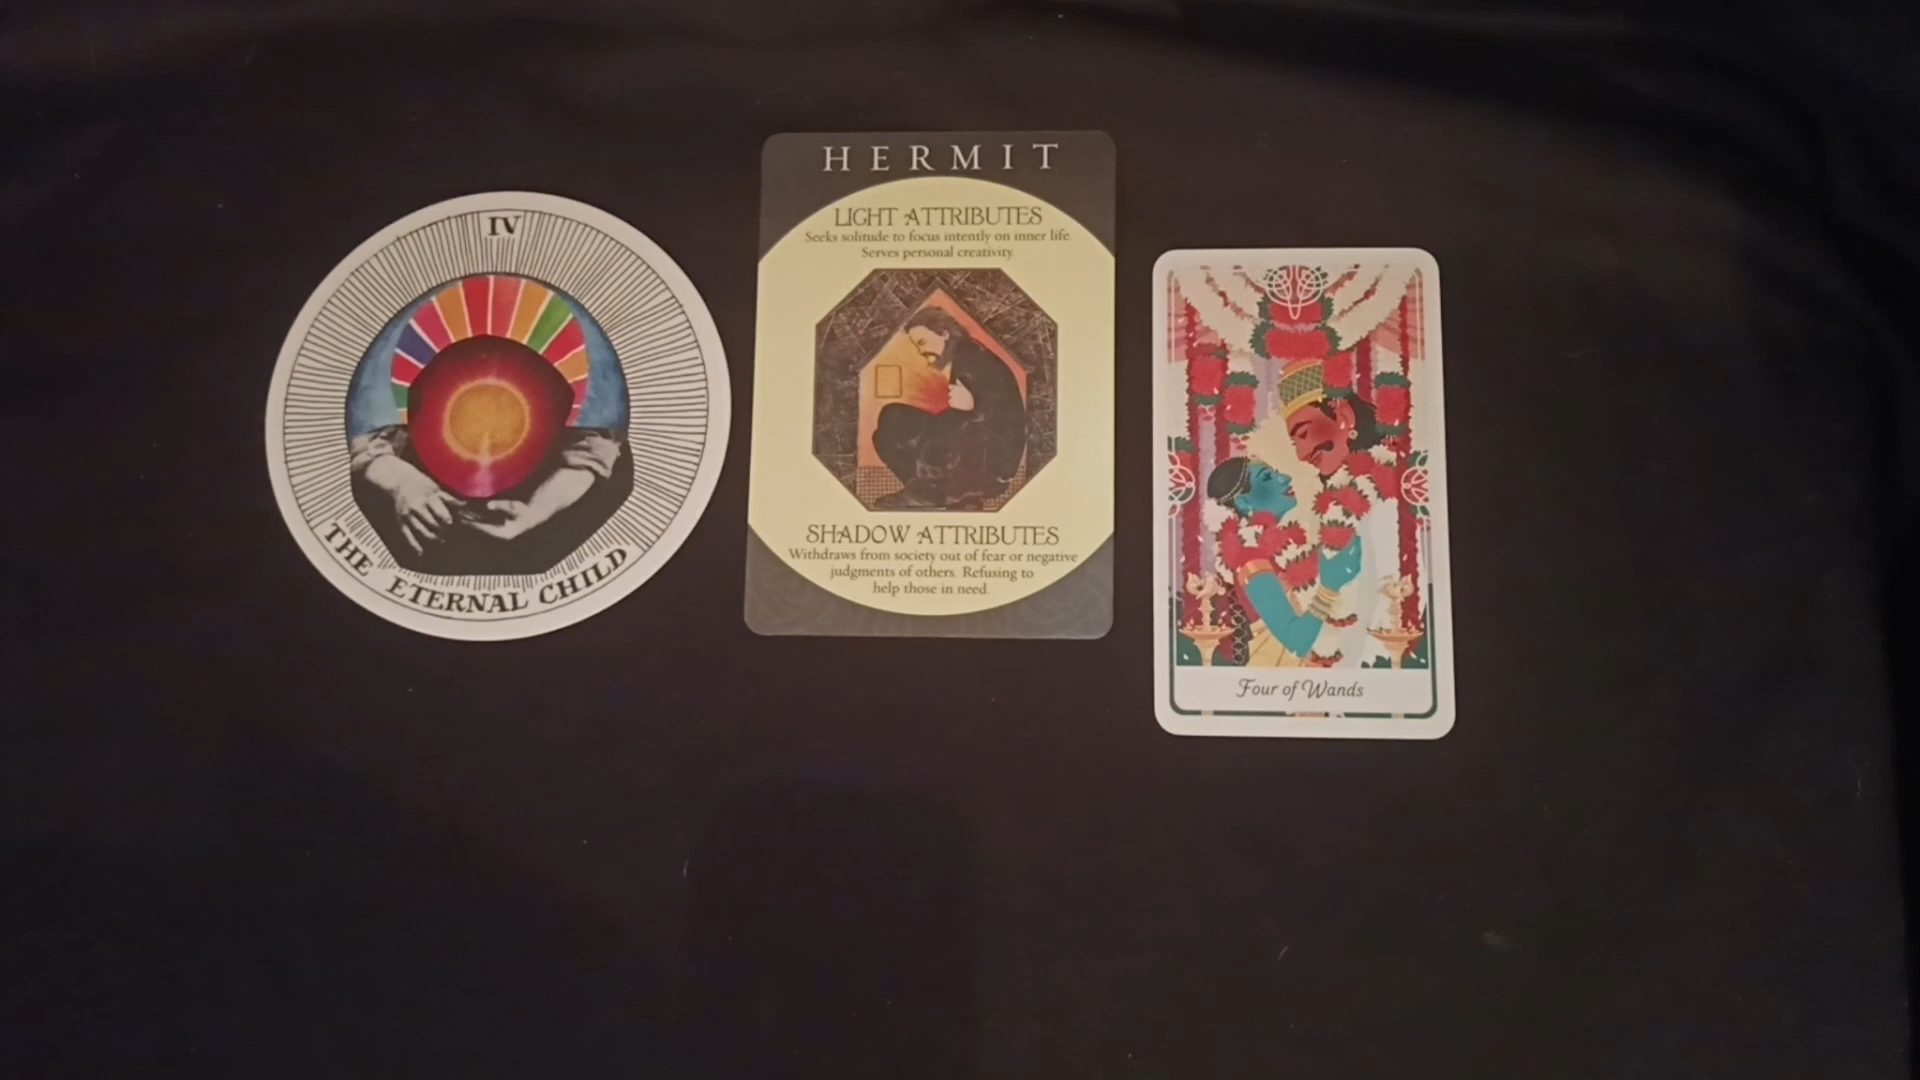 IV
THE ETERNAL CHILD
HERMIT
LIGHT ATTRIBUTES
Seeks solitude to focus intently on inner life.
Serves personal creativity.
SHADOW ATTRIBUTES
Withdraws from society out of fear or negative
judgments of others. Refusing to
help those in need.
Four of Wands